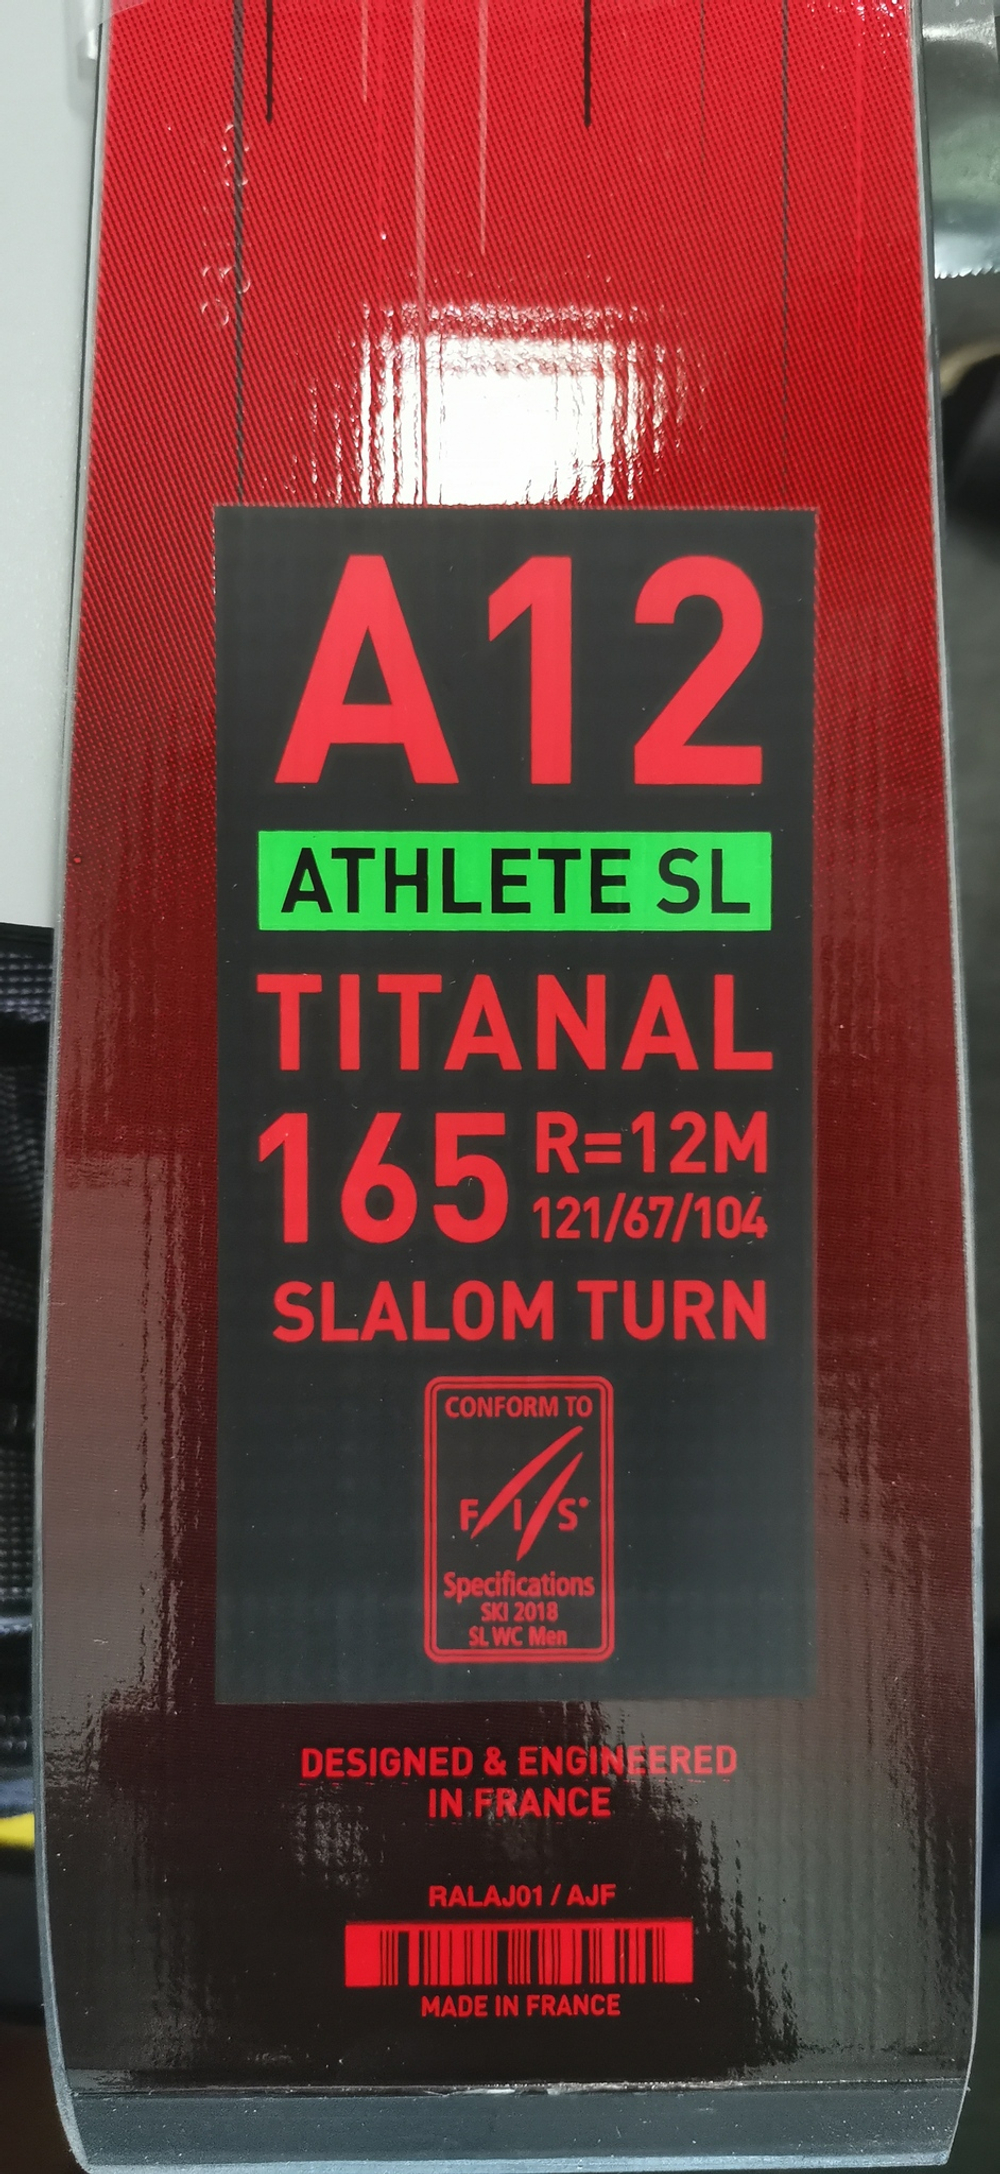 A12
ATHLETE SL
TITANAL
165 R=12M
121/67/104
SLALOM TURN
CONFORM TO
FIS
Specifications
SKI 2018
SL WC Men
DESIGNED & ENGINEERED
IN FRANCE
RALAJ01 / AJF
MADE IN FRANCE